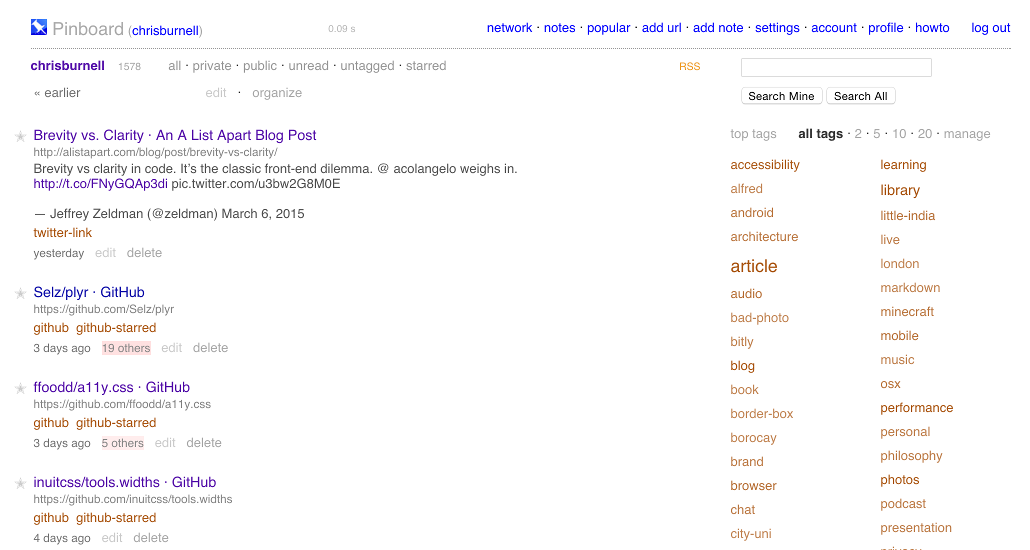 Pinboard (chrisburnell)
0.09 s
network · notes · popular · add url · add note · settings · account · profile · howto
log out
chrisburnell 1578 all · private · public · unread · untagged · starred
RSS
« earlier
edit · organize
Search Mine
Search All
Brevity vs. Clarity · An A List Apart Blog Post
http://alistapart.com/blog/post/brevity-vs-clarity/
Brevity vs clarity in code. It's the classic front-end dilemma. @ acolangelo weighs in.
http://t.co/FNyGQAp3di pic.twitter.com/u3bw2G8M0E
— Jeffrey Zeldman (@zeldman) March 6, 2015
twitter-link
yesterday edit delete
Selz/plyr · GitHub
https://github.com/Selz/plyr
github github-starred
3 days ago 19 others edit delete
ffoodd/a11y.css · GitHub
https://github.com/ffoodd/a11y.css
github github-starred
3 days ago 5 others edit delete
inuitcss/tools.widths · GitHub
https://github.com/inuitcss/tools.widths
github github-starred
4 days ago edit delete
top tags
all tags · 2 · 5 · 10 · 20 · manage
accessibility
alfred
android
architecture
article
audio
bad-photo
bitly
blog
book
border-box
borocay
brand
browser
chat
city-uni
learning
library
little-india
live
london
markdown
minecraft
mobile
music
osx
performance
personal
philosophy
photos
podcast
presentation